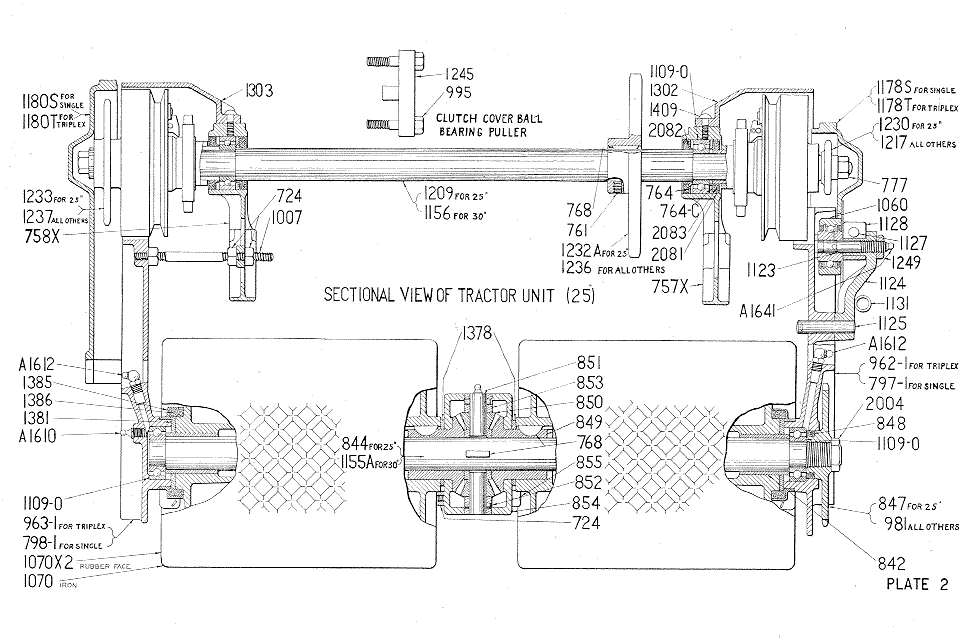 1180S FOR SINGLE
1180T FOR TRIPLEX
1303
1245
995
CLUTCH COVER BALL
BEARING PULLER
1109-0
1302
1409
2082
1178S FOR SINGLE
1178T FOR TRIPLEX
1230 FOR 25"
1217 ALL OTHERS
777
1060
1128
1127
1249
1124
1131
1125
1233 FOR 25"
1237 ALL OTHERS
758X
724
1007
1209 FOR 25"
1156 FOR 30"
768
761
1232A FOR 25"
1236 FOR ALL OTHERS
764
764-C
2083
2081
757X
1123
A1641
SECTIONAL VIEW OF TRACTOR UNIT (25)
A1612
1385
1386
1381
A1610
1378
851
853
850
849
768
855
852
854
724
844 FOR 25"
1155A FOR 30"
A1612
962-1 FOR TRIPLEX
797-1 FOR SINGLE
2004
848
1109-0
1109-0
963-1 FOR TRIPLEX
798-1 FOR SINGLE
1070X2 RUBBER FACE
1070 IRON
847 FOR 25"
981 ALL OTHERS
842
PLATE 2